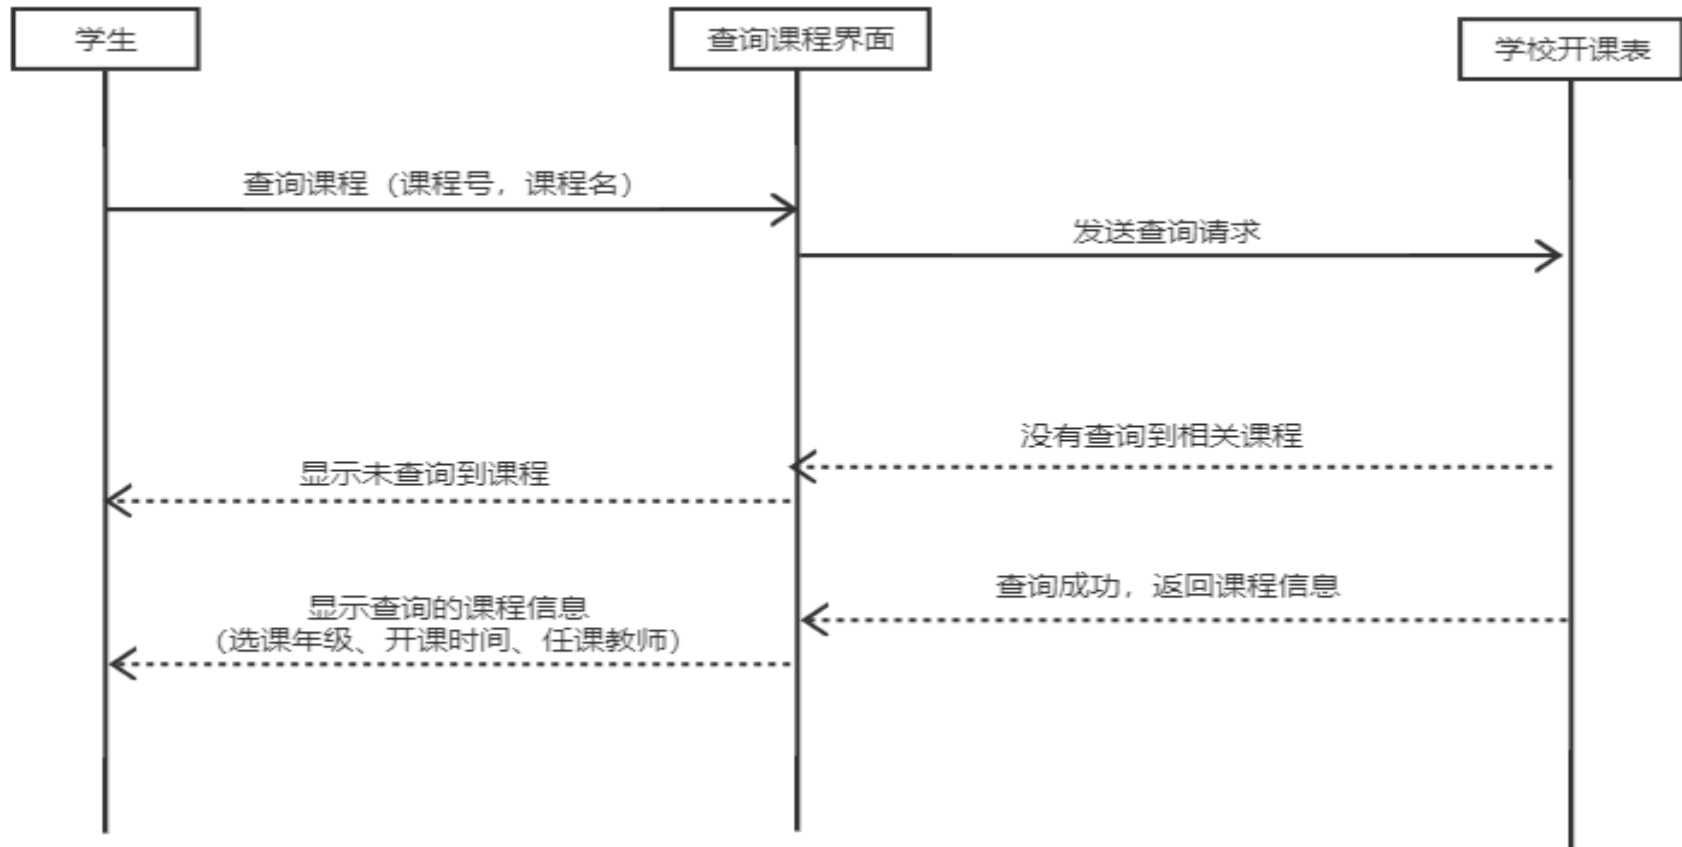 学生
查询课程界面
学校开课表
查询课程（课程号，课程名）
发送查询请求
没有查询到相关课程
显示未查询到课程
查询成功，返回课程信息
显示查询的课程信息
（选课年级、开课时间、任课教师）